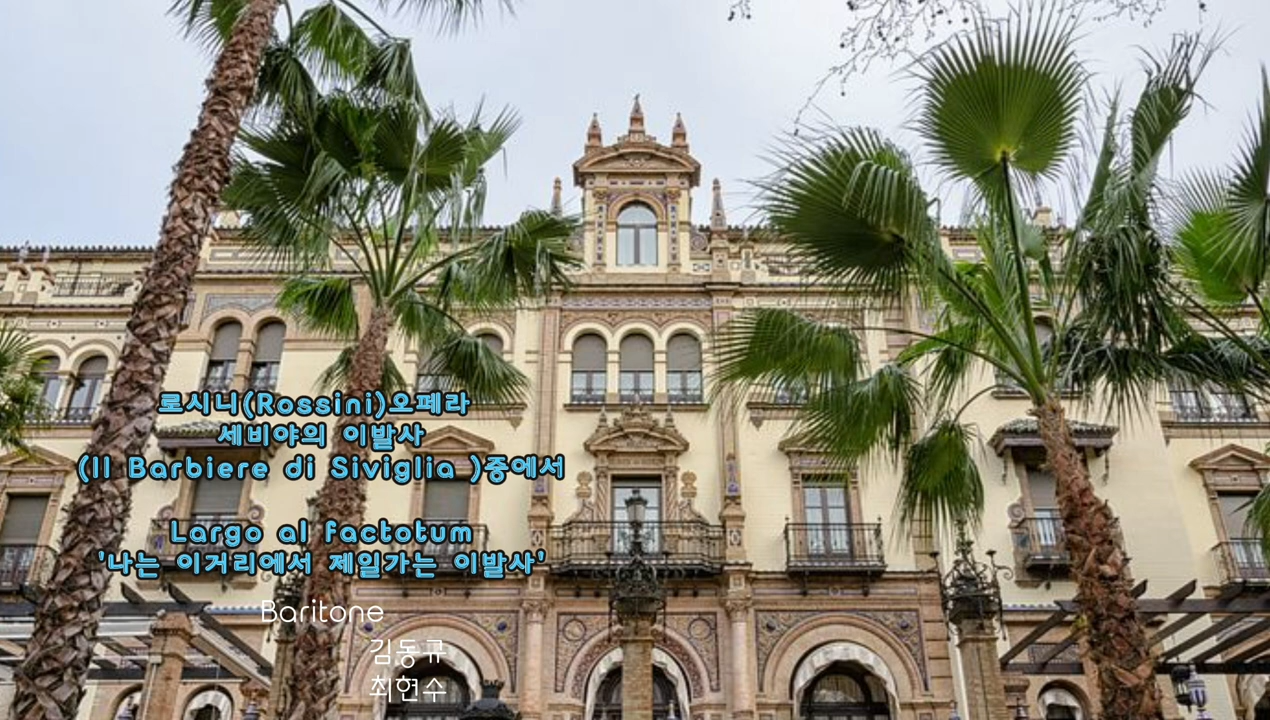 로시니(Rossini)오페라
세비야의 이발사
(Il Barbiere di Siviglia )중에서
Largo al factotum
'나는 이거리에서 제일가는 이발사'
Baritone
김동규
최현수